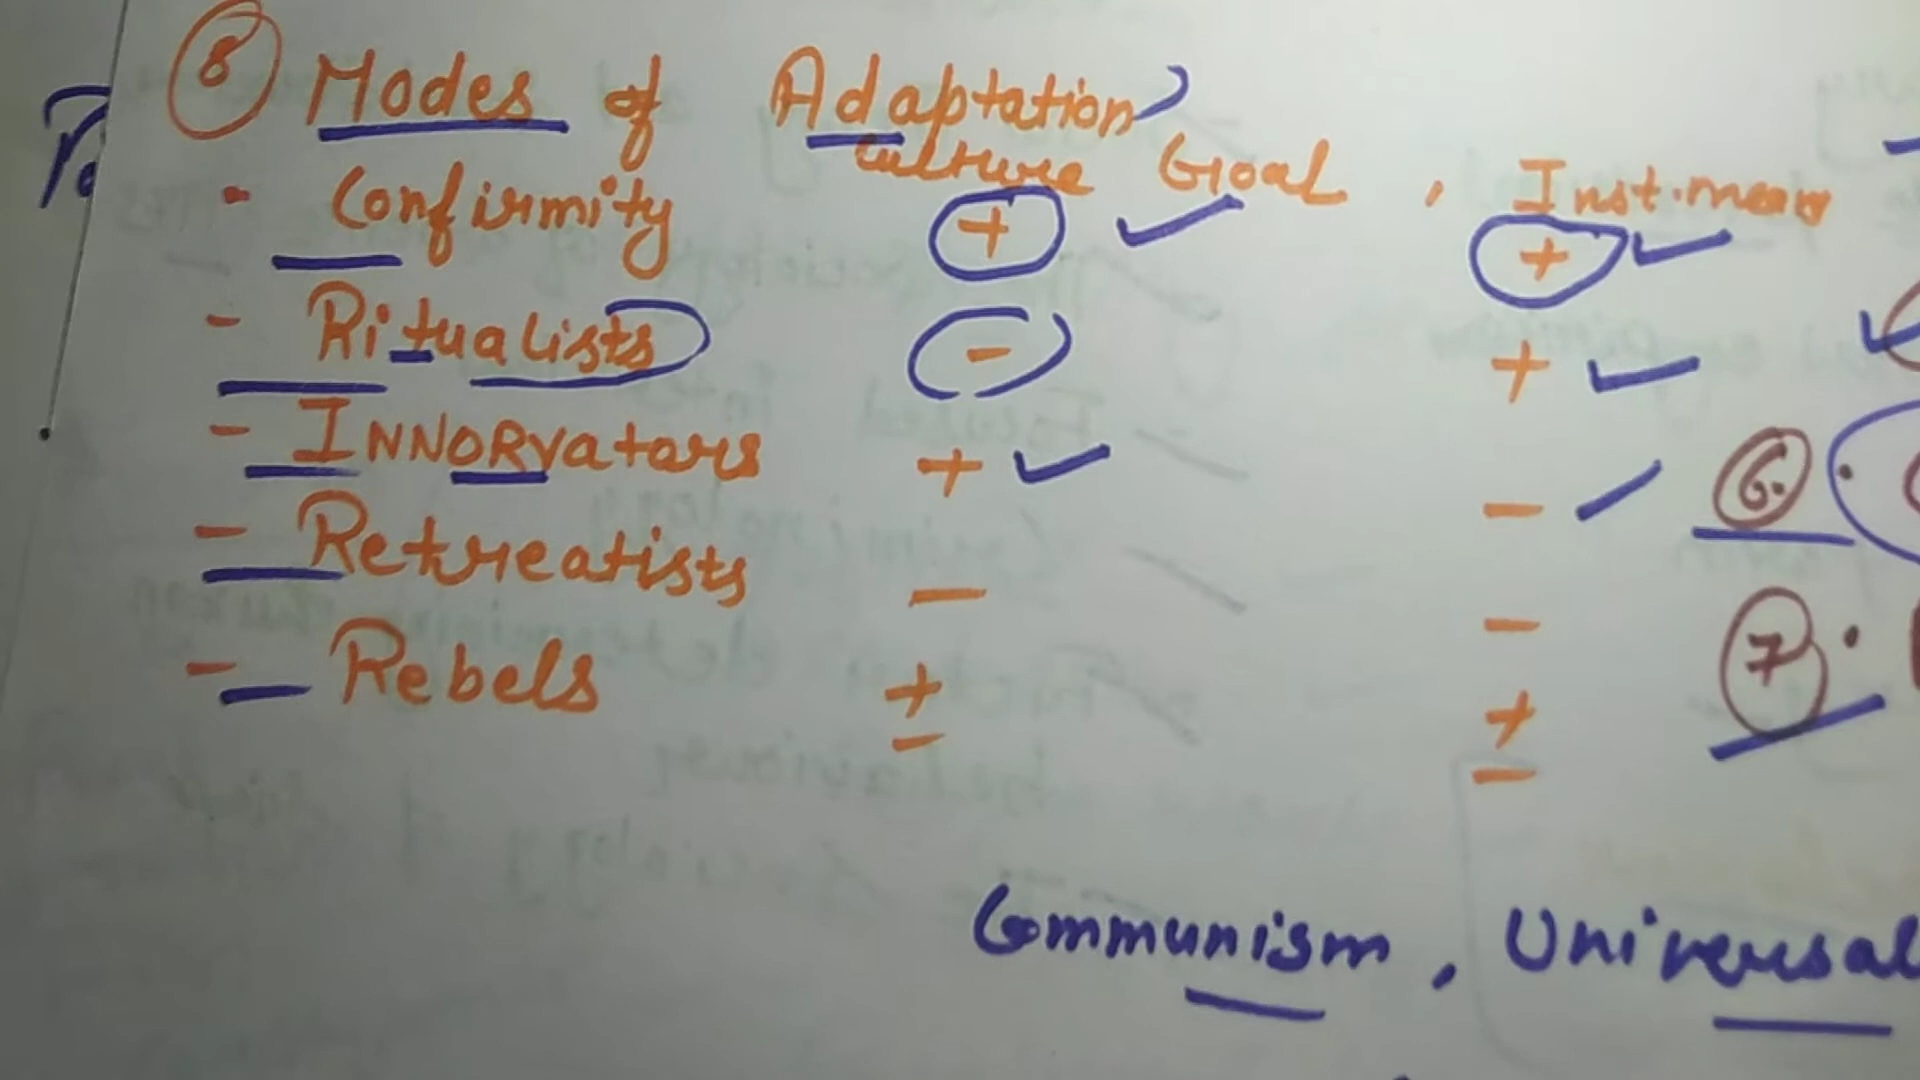 8 Modes of Adaptation
culture Goal, Inst. means
- Confirmity + +
- Ritualists - +
- INNORvators + -
- Retreatists - -
- Rebels + +
- -
6.
7.
Communism, Universal